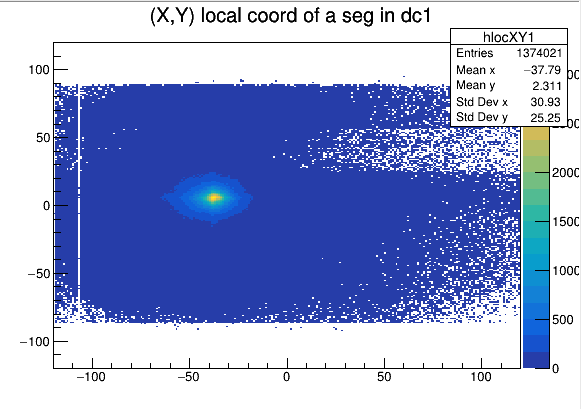 (X,Y) local coord of a seg in dc1
hlocXY1
Entries 1374021
Mean x −37.79
Mean y 2.311
Std Dev x 30.93
Std Dev y 25.25
100
50
0
−50
−100
−100
−50
0
50
100
2000
1500
1000
500
0